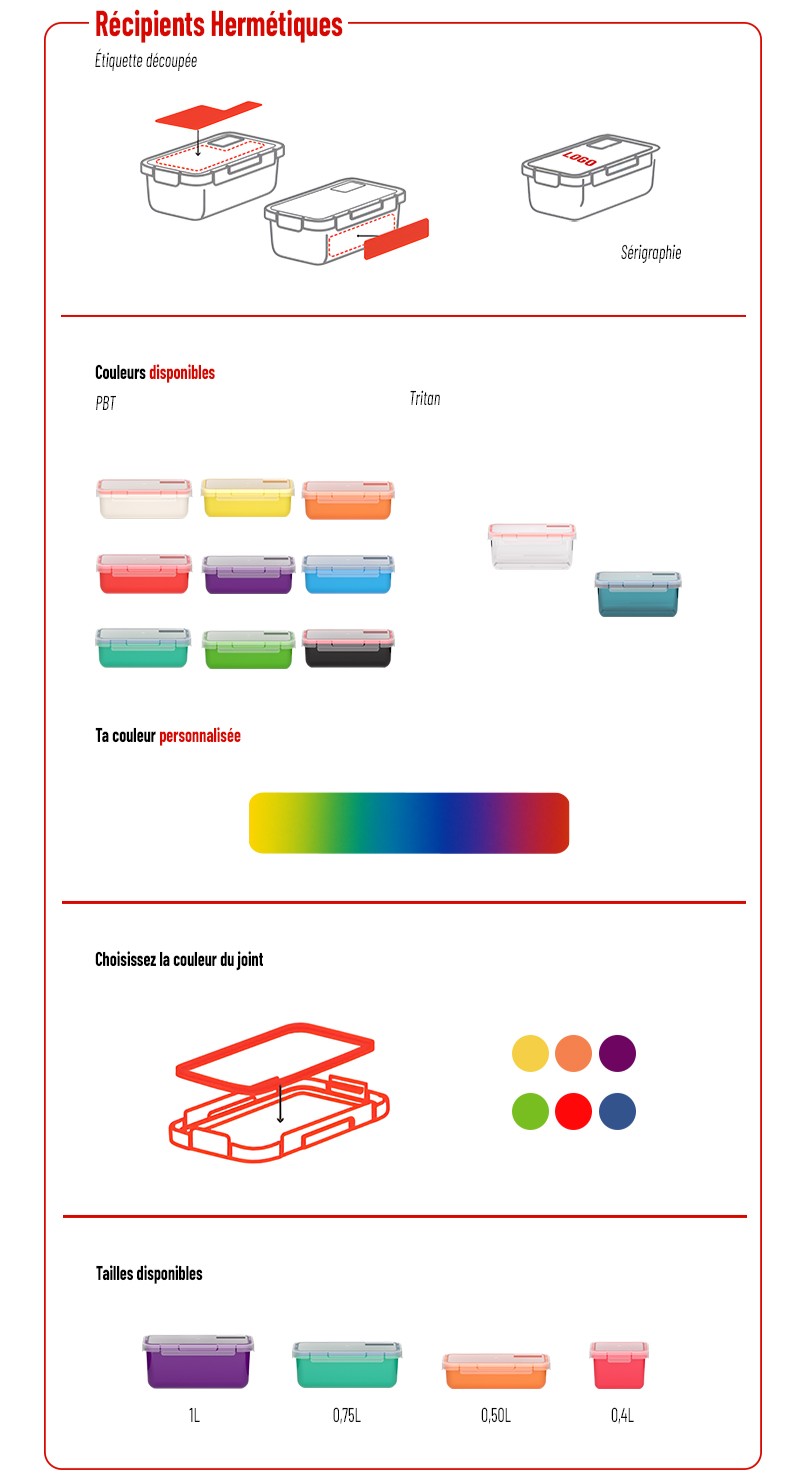 Récipients Hermétiques
Étiquette découpée
LOGO
Sérigraphie
Couleurs disponibles
PBT
Tritan
Ta couleur personnalisée
Choisissez la couleur du joint
Tailles disponibles
1L
0,75L
0,50L
0,4L